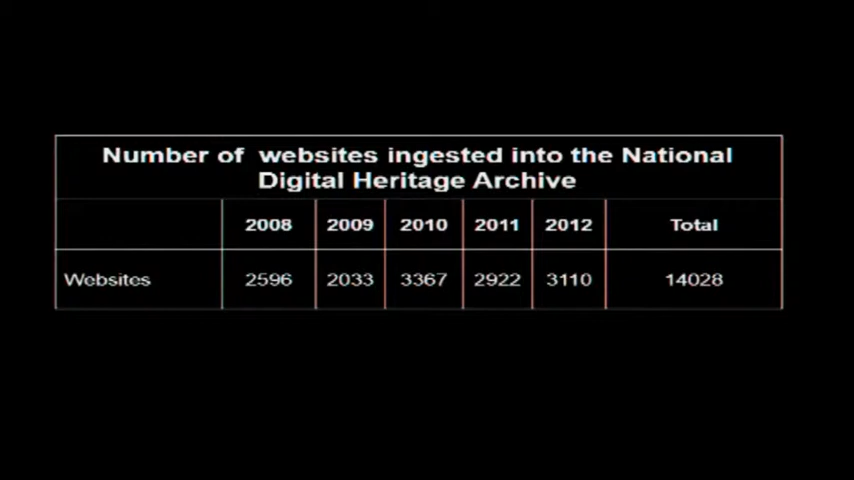 Number of websites ingested into the National
Digital Heritage Archive
2008 2009 2010 2011 2012 Total
Websites 2596 2033 3367 2922 3110 14028